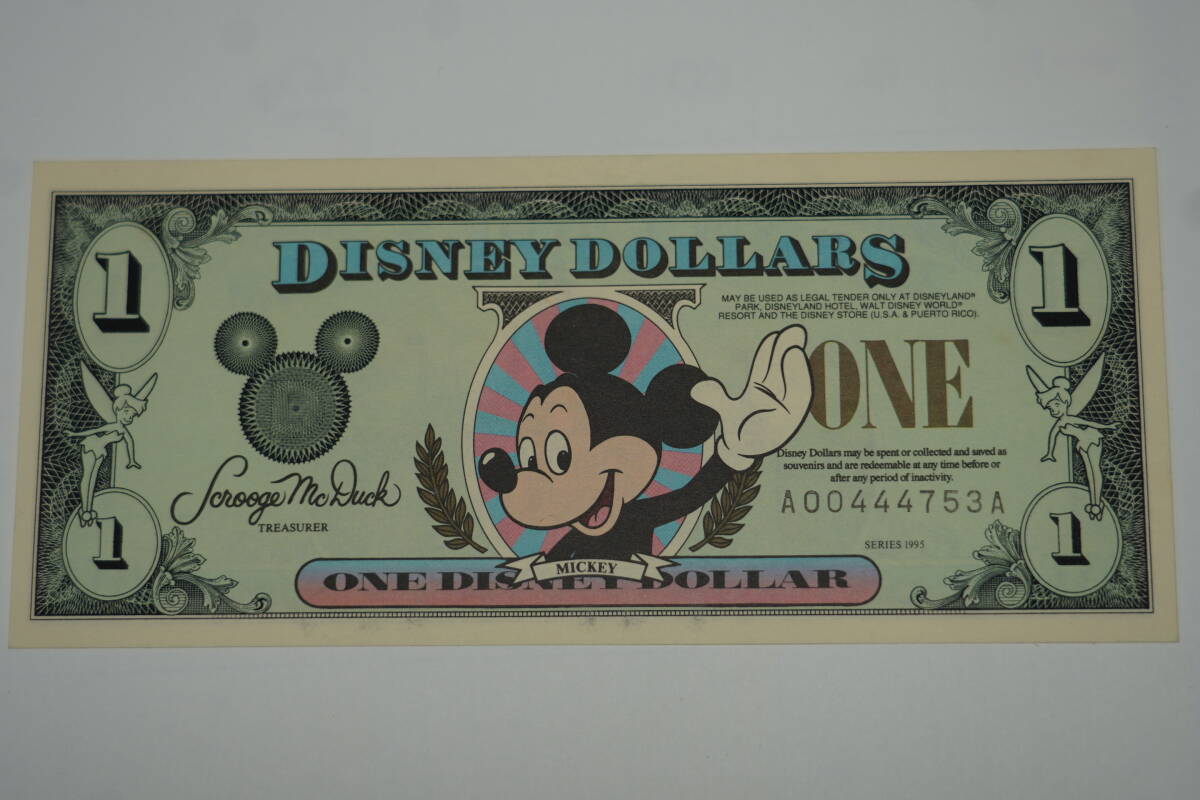 1
1
DISNEY DOLLARS
MAY BE USED AS LEGAL TENDER ONLY AT DISNEYLAND®
PARK, DISNEYLAND HOTEL, WALT DISNEY WORLD®
RESORT AND THE DISNEY STORE (U.S.A. & PUERTO RICO).
ONE
Disney Dollars may be spent or collected and saved as
souvenirs and are redeemable at any time before or
after any period of inactivity.
A00444753A
Scrooge McDuck
TREASURER
SERIES 1995
1
1
MICKEY
ONE DISNEY DOLLAR